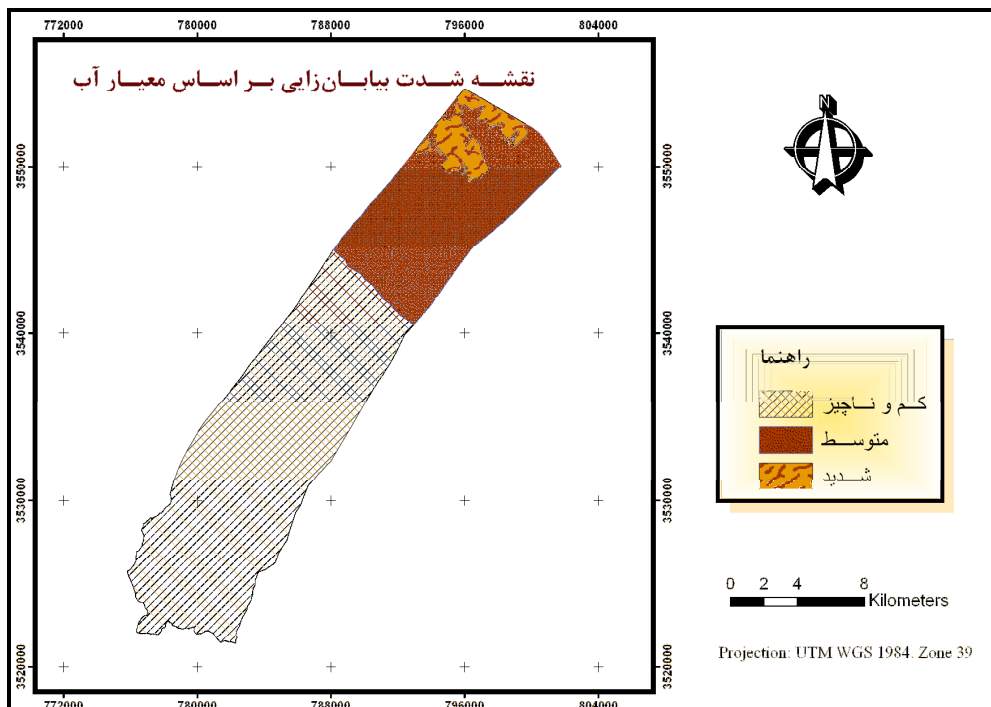 772000 780000 788000 796000 804000
نقشه شدت بیابان‌زایی بر اساس معیار آب
N
3550000 3550000
3540000 3540000
راهنما
کم و ناچیز
متوسط
شدید
3530000 3530000
0 2 4 8
Kilometers
Projection: UTM WGS 1984. Zone 39
3520000 3520000
772000 780000 788000 796000 804000